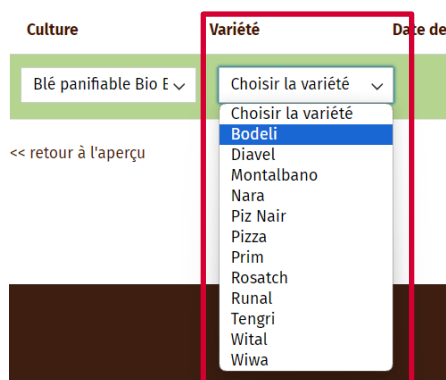 Culture Variété Date de
Blé panifiable Bio E Choisir la variété
Choisir la variété
Bodeli
<< retour à l'aperçu
Diavel
Montalbano
Nara
Piz Nair
Pizza
Prim
Rosatch
Runal
Tengri
Wital
Wiwa